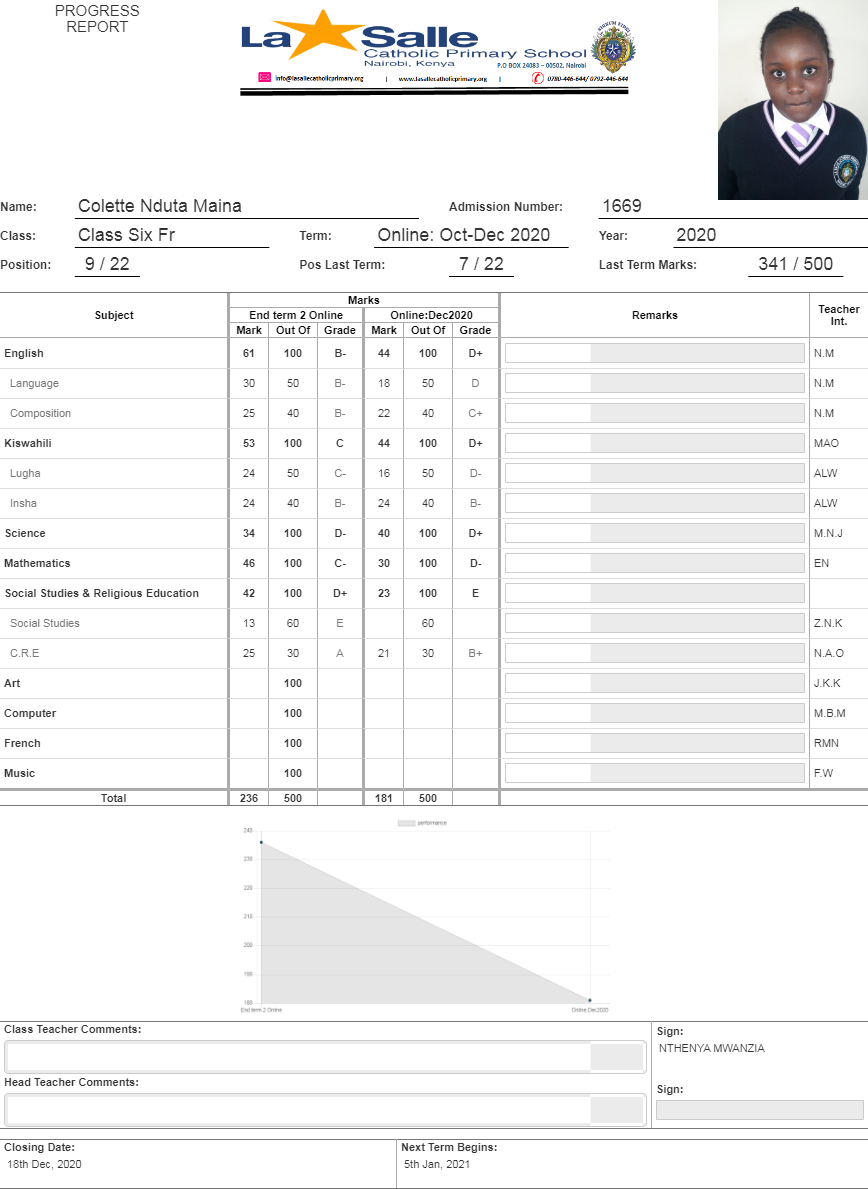 PROGRESS
REPORT
La Salle
Catholic Primary School
Nairobi, Kenya
P.O BOX 24083 – 00502, Nairobi
info@lasallecatholicprimary.org | www.lasallecatholicprimary.org | 0780-446-644/ 0792-446-644
Name: Colette Nduta Maina Admission Number: 1669
Class: Class Six Fr Term: Online: Oct-Dec 2020 Year: 2020
Position: 9 / 22 Pos Last Term: 7 / 22 Last Term Marks: 341 / 500
Subject Marks Remarks Teacher Int.
End term 2 Online Online:Dec2020
Mark Out Of Grade Mark Out Of Grade
English 61 100 B- 44 100 D+ N.M
Language 30 50 B- 18 50 D N.M
Composition 25 40 B- 22 40 C+ N.M
Kiswahili 53 100 C 44 100 D+ MAO
Lugha 24 50 C- 16 50 D- ALW
Insha 24 40 B- 24 40 B- ALW
Science 34 100 D- 40 100 D+ M.N.J
Mathematics 46 100 C- 30 100 D- EN
Social Studies & Religious Education 42 100 D+ 23 100 E
Social Studies 13 60 E 60 Z.N.K
C.R.E 25 30 A 21 30 B+ N.A.O
Art 100 J.K.K
Computer 100 M.B.M
French 100 RMN
Music 100 F.W
Total 236 500 181 500
performance
240
230
220
210
200
190
180
End term 2 Online Online:Dec2020
Class Teacher Comments: Sign:
NTHENYA MWANZIA
Head Teacher Comments: Sign:
Closing Date: Next Term Begins:
18th Dec, 2020 5th Jan, 2021